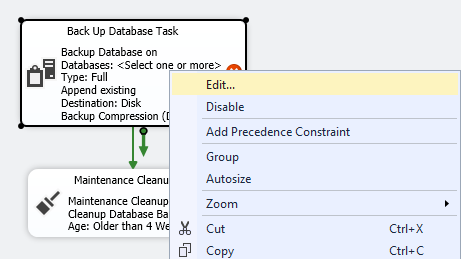 Back Up Database Task
Backup Database on
Databases: <Select one or more>
Type: Full
Append existing
Destination: Disk
Backup Compression (D
Edit...
Disable
Add Precedence Constraint
Group
Autosize
Zoom
Cut Ctrl+X
Copy Ctrl+C
Maintenance Cleanu
Maintenance Cleanup
Cleanup Database Ba
Age: Older than 4 We